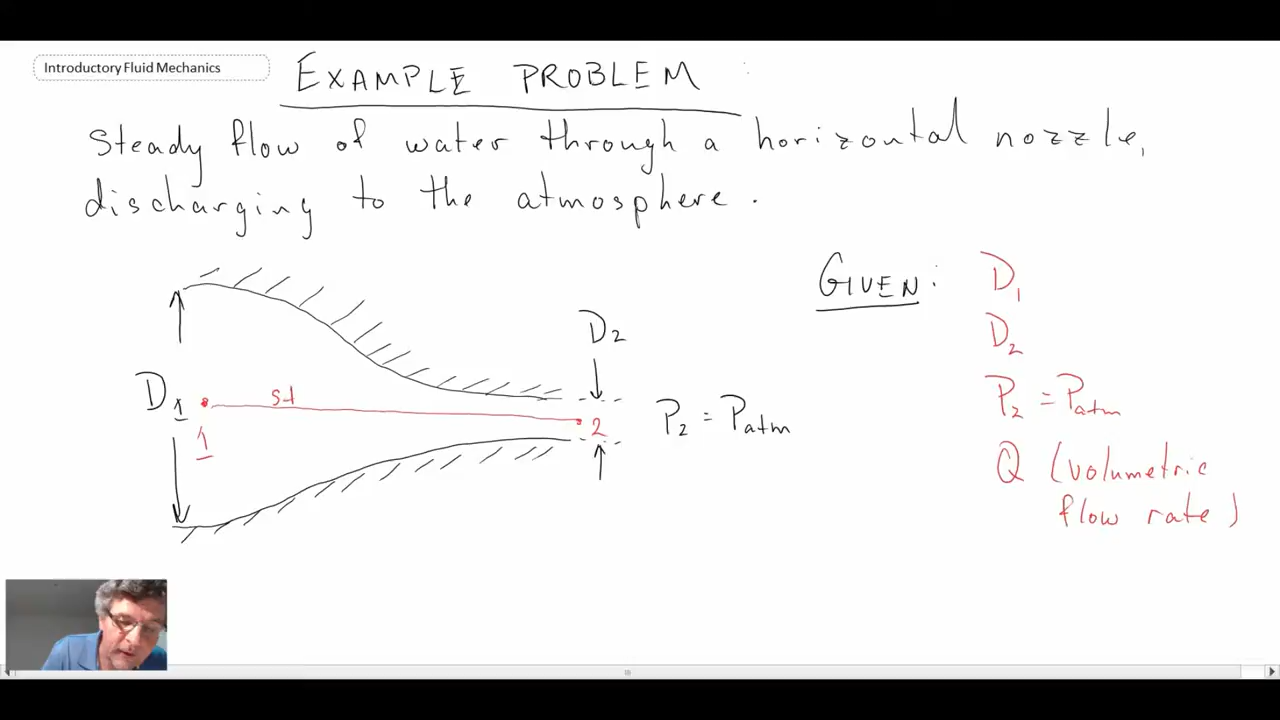 Introductory Fluid Mechanics
EXAMPLE PROBLEM
Steady flow of water through a horizontal nozzle,
discharging to the atmosphere.
GIVEN: D1
D2
P2 = Patm
Q (volumetric
flow rate)
D2
D1
st
1
2
P2 = Patm